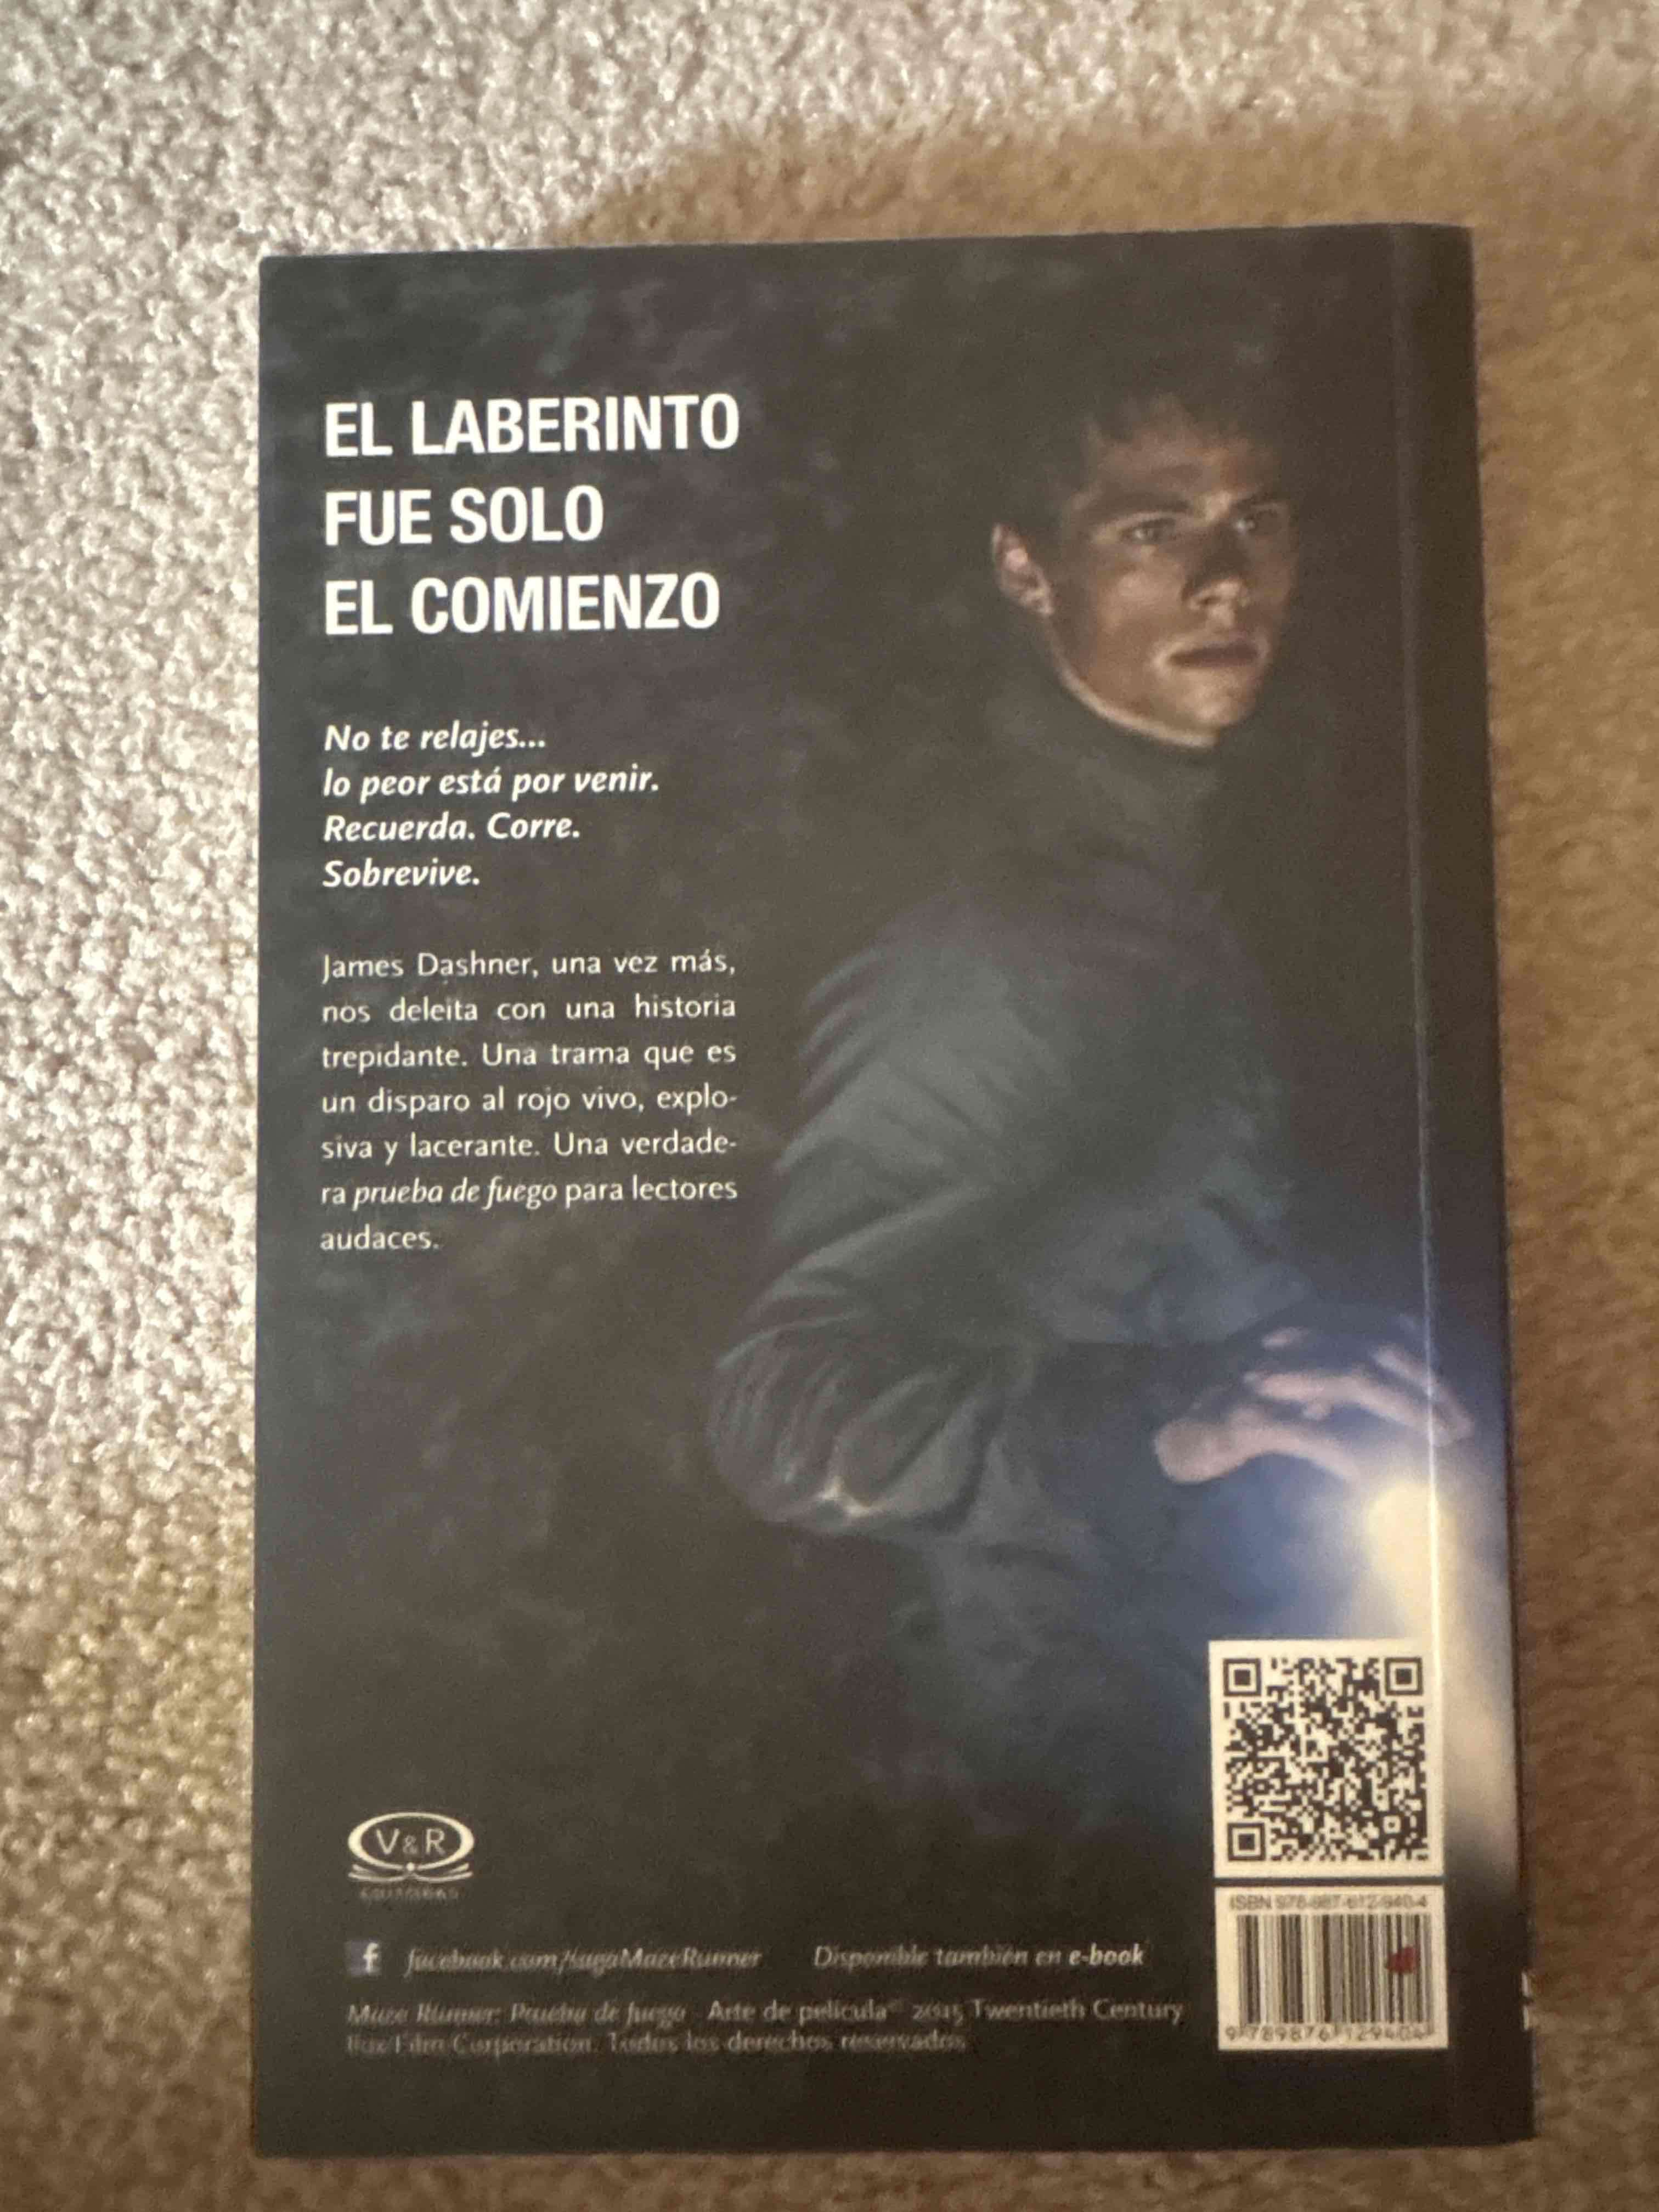 EL LABERINTO
FUE SOLO
EL COMIENZO
No te relajes...
lo peor está por venir.
Recuerda. Corre.
Sobrevive.
James Dashner, una vez más,
nos deleita con una historia
trepidante. Una trama que es
un disparo al rojo vivo, explo-
siva y lacerante. Una verdade-
ra prueba de fuego para lectores
audaces.
V&R
EDITORAS
facebook.com/sagaMazeRunner
Disponible también en e-book
Maze Runner: Prueba de fuego Arte de película © 2015 Twentieth Century
Fox Film Corporation. Todos los derechos reservados
ISBN 978-987-612-940-4
9 789876 129404